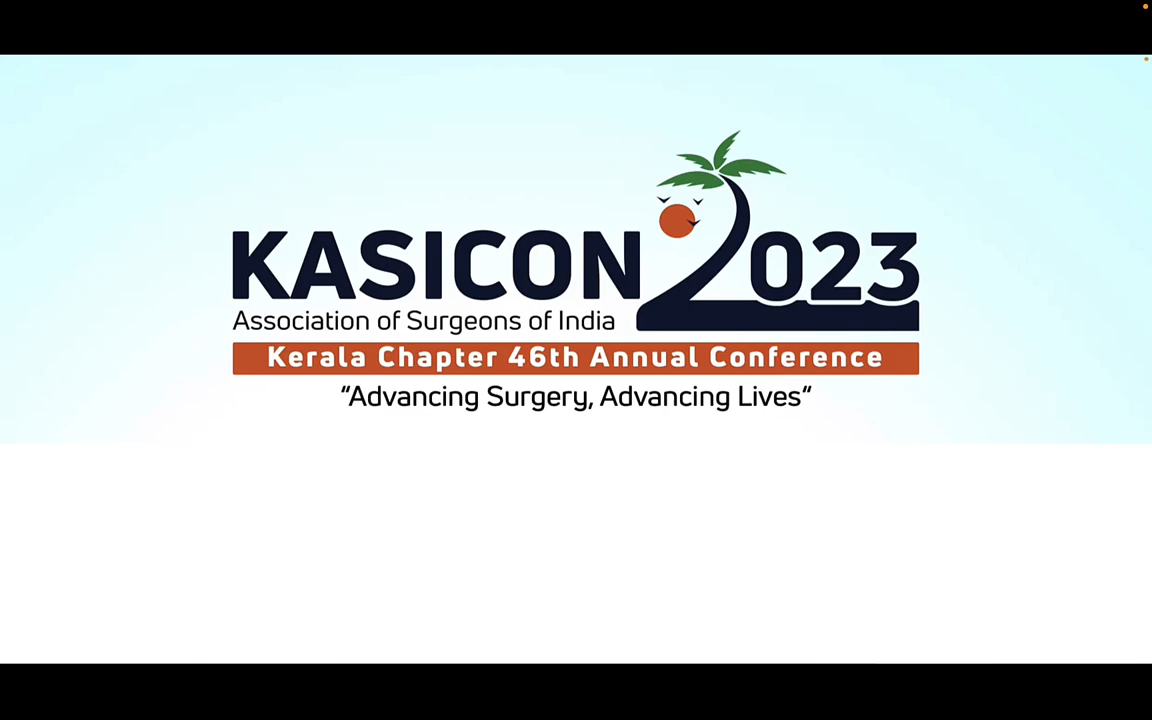 KASICON 2023
Association of Surgeons of India
Kerala Chapter 46th Annual Conference
“Advancing Surgery, Advancing Lives“